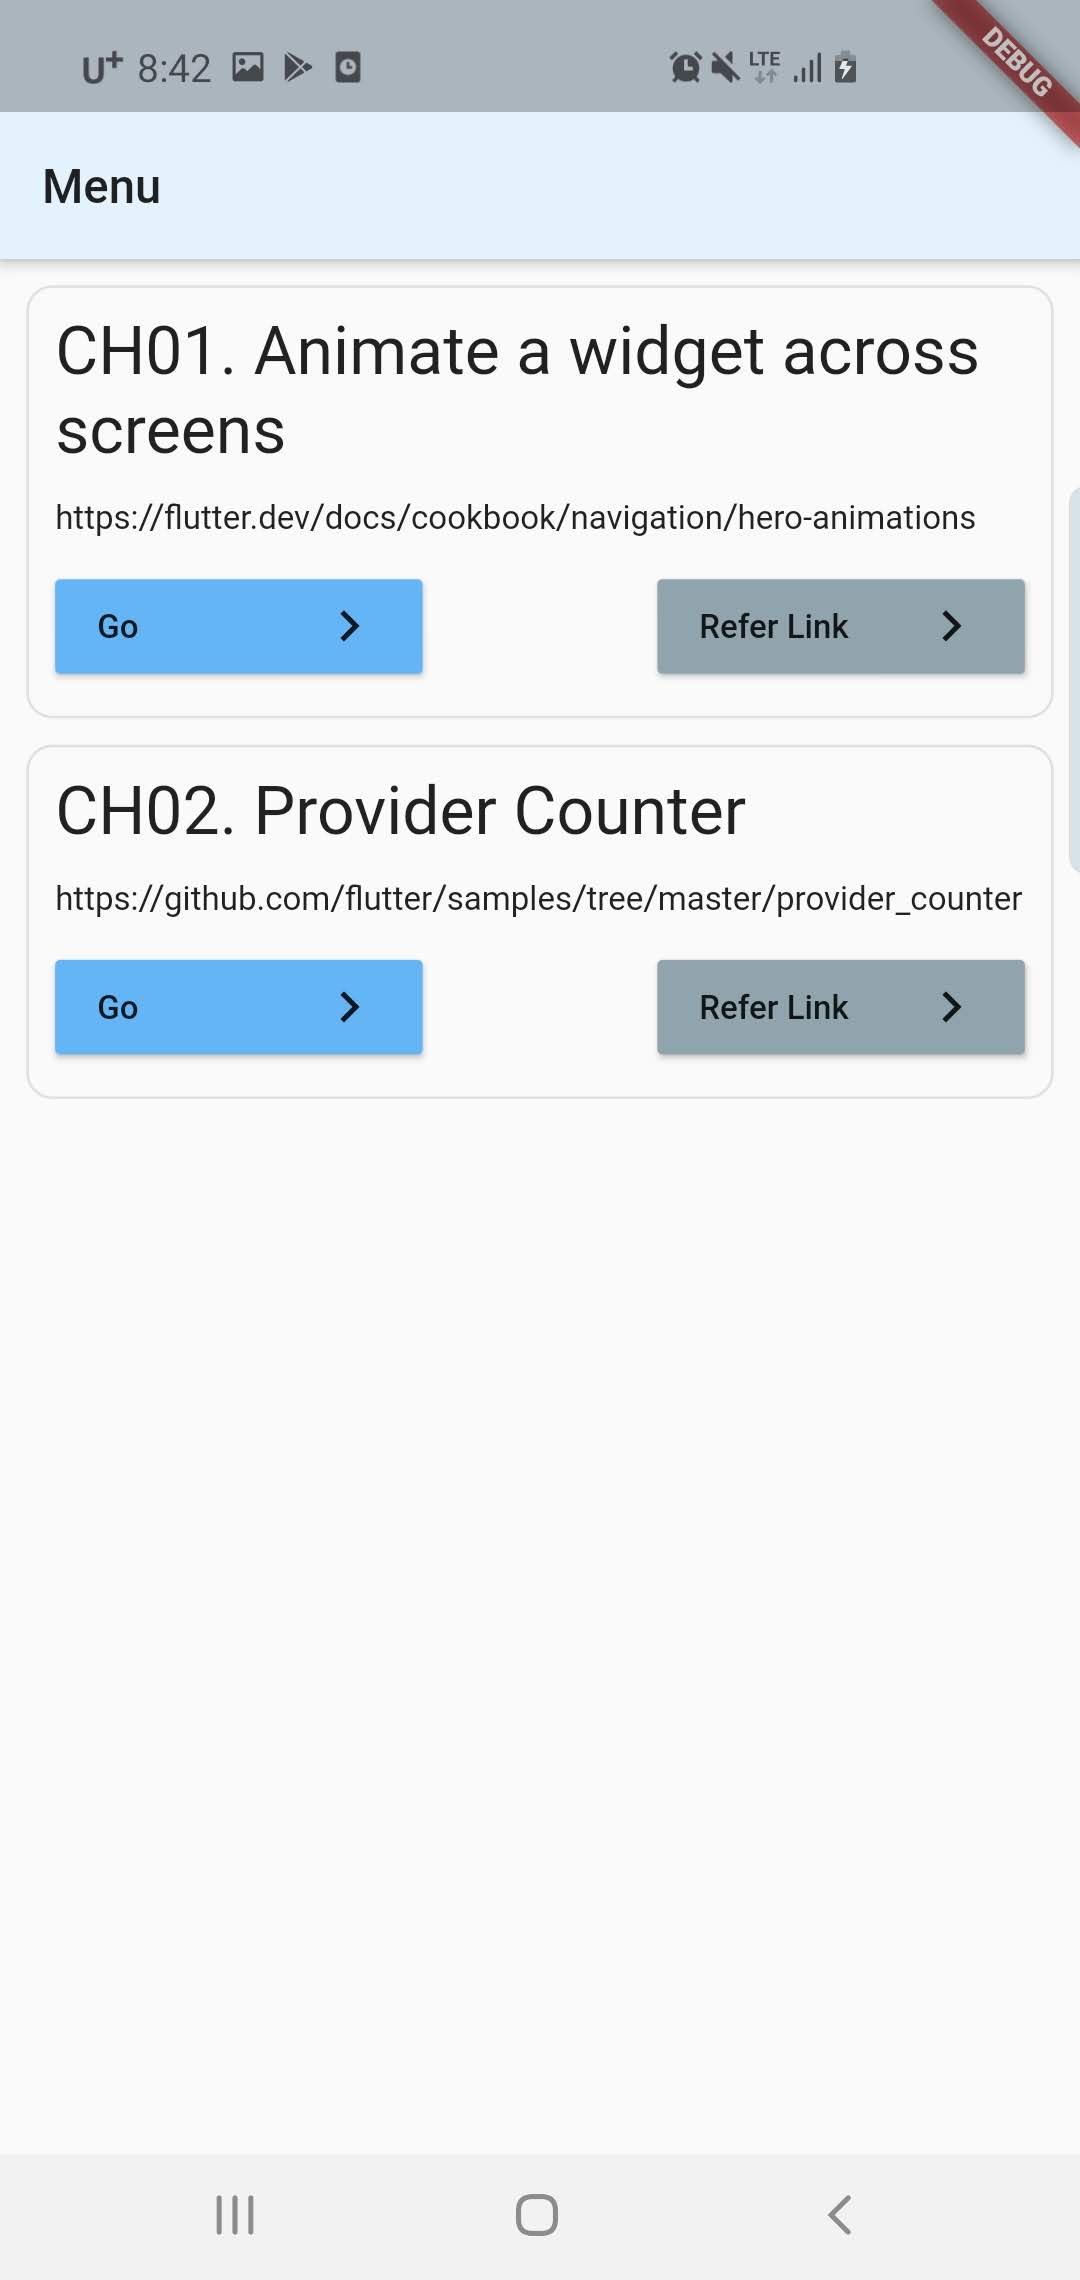 U+ 8:42 LTE
DEBUG
Menu
CH01. Animate a widget across
screens
https://flutter.dev/docs/cookbook/navigation/hero-animations
Go Refer Link
CH02. Provider Counter
https://github.com/flutter/samples/tree/master/provider_counter
Go Refer Link